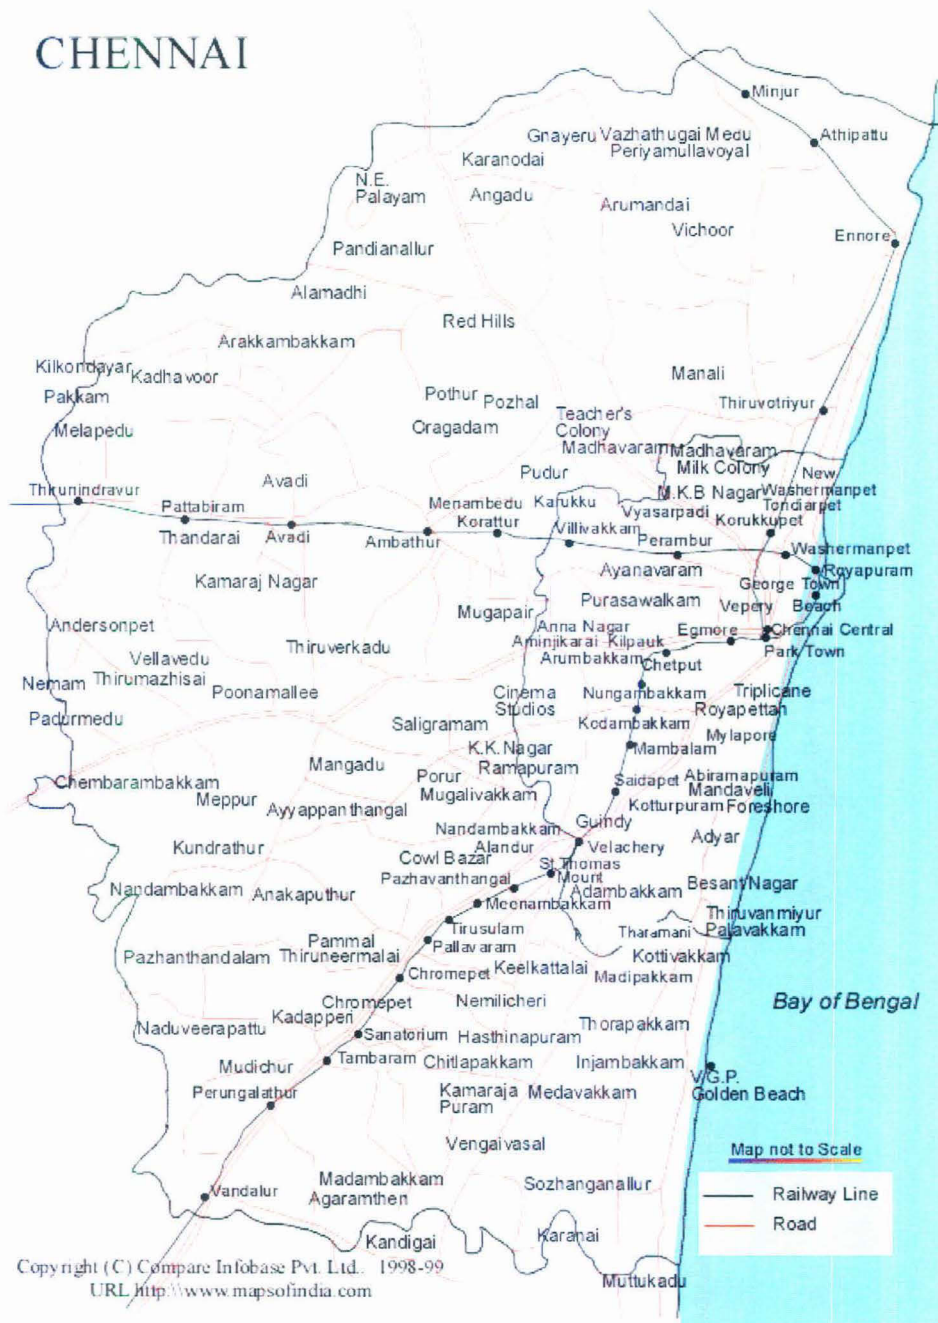 CHENNAI
Minjur
Gnayeru
Vazhathugai Medu
Athipattu
Periyamullavoyal
Karanodai
N.E.
Palayam
Angadu
Arumandai
Vichoor
Ennore
Pandianallur
Alamadhi
Red Hills
Arakkambakkam
Kilkondayar
Kadhavoor
Manali
Pakkam
Pothur
Pozhal
Thiruvotriyur
Teacher's
Colony
Melapedu
Oragadam
Madhavaram
Madhavaram
Milk Colony
Pudur
New
Washermanpet
Avadi
Thirunindravur
M.K.B Nagar
Menambedu
Karukku
Pattabiram
Vyasarpadi
Tondiarpet
Korattur
Korukkupet
Villivakkam
Thandarai
Avadi
Ambathur
Perambur
Washermanpet
Ayanavaram
Royapuram
Kamaraj Nagar
George Town
Purasawalkam
Vepery
Beach
Mugapair
Andersonpet
Anna Nagar
Egmore
Chennai Central
Aminjikarai
Kilpauk
Thiruverkadu
Park Town
Vellavedu
Arumbakkam
Chetput
Thirumazhisai
Nemam
Poonamallee
Cinema
Studios
Nungambakkam
Triplicane
Royapettah
Padurmedu
Saligramam
Kodambakkam
Mylapore
K.K.Nagar
Mambalam
Mangadu
Ramapuram
Chembarambakkam
Porur
Saidapet
Abiramapuram
Mandaveli
Meppur
Mugalivakkam
Ayyappanthangal
Kotturpuram
Foreshore
Guindy
Nandambakkam
Adyar
Kundrathur
Alandur
Velachery
Cowl Bazar
St.Thomas
Mount
Pazhavanthangal
Besant Nagar
Nandambakkam
Anakaputhur
Adambakkam
Meenambakkam
Thiruvanmiyur
Tirusulam
Tharamani
Palavakkam
Pammal
Pallavaram
Pazhanthandalam
Thiruneermalai
Kottivakkam
Keelkattalai
Chromepet
Madipakkam
Chromepet
Nemilicheri
Bay of Bengal
Kadapperi
Naduveerapattu
Thorapakkam
Sanatorium
Hasthinapuram
Mudichur
Tambaram
Chitlapakkam
Injambakkam
V.G.P.
Golden Beach
Perungalathur
Kamaraja
Puram
Medavakkam
Vengaivasal
Map not to Scale
Madambakkam
Sozhanganallur
Vandalur
Agaramthen
Railway Line
Road
Kandigai
Karanai
Copyright (C) Compare Infobase Pvt. Ltd.. 1998-99
URL http:\\www.mapsofindia.com
Muttukadu